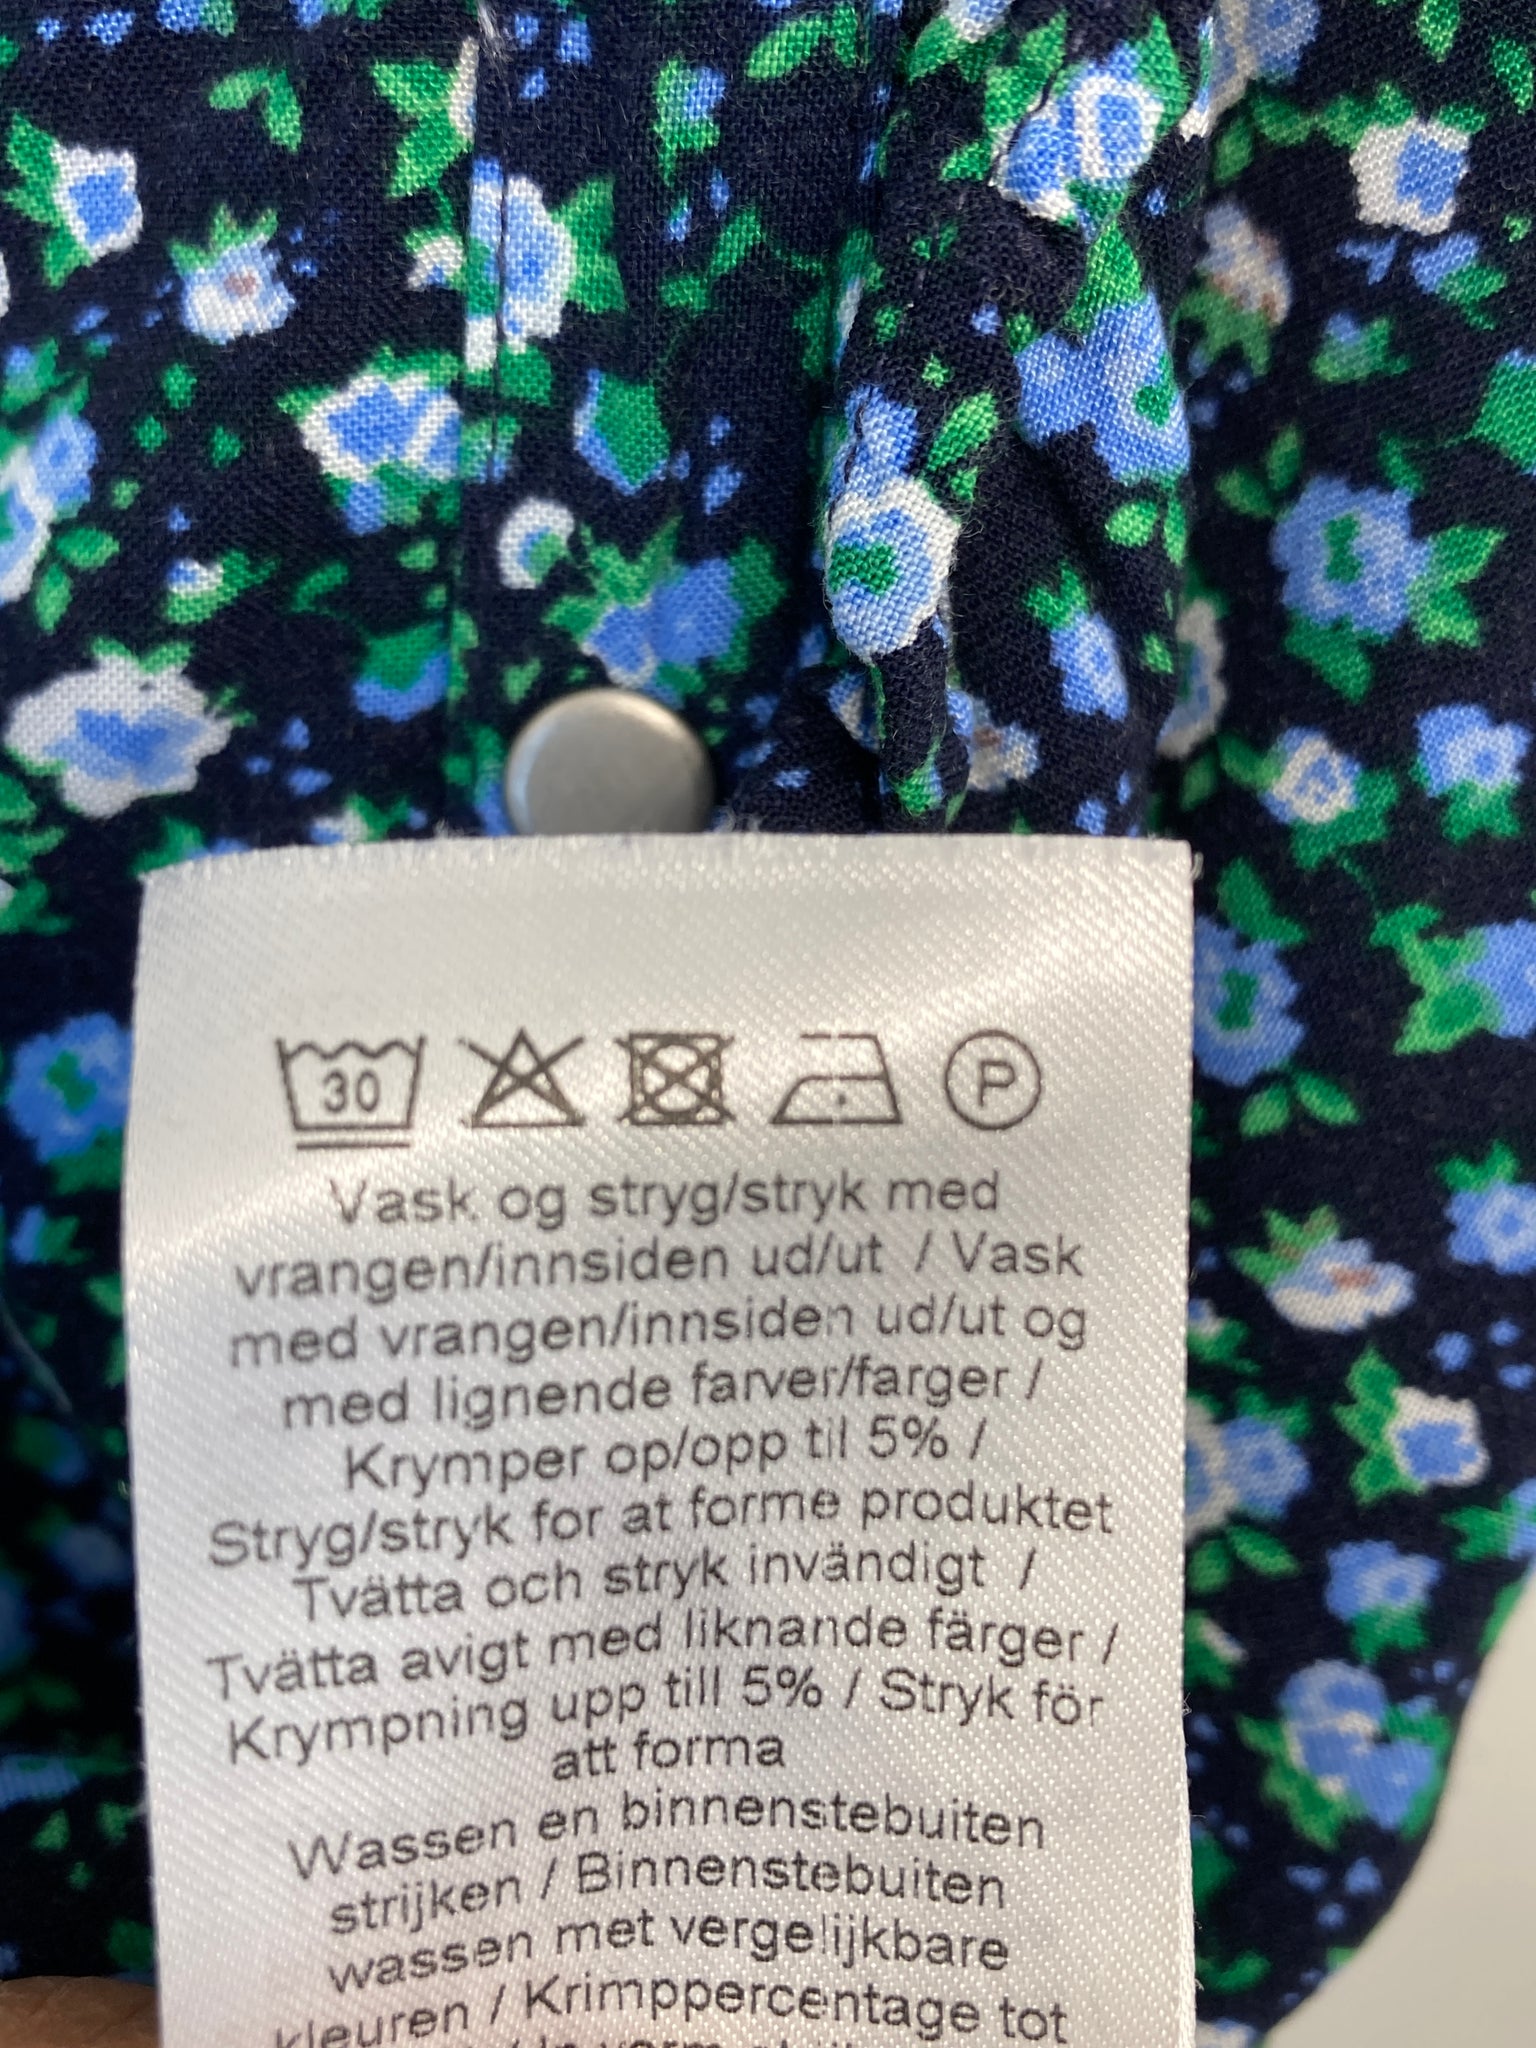 30 P
Vask og stryg/stryk med
vrangen/innsiden ud/ut / Vask
med vrangen/innsiden ud/ut og
med lignende farver/farger /
Krymper op/opp til 5% /
Stryg/stryk for at forme produktet
Tvätta och stryk invändigt /
Tvätta avigt med liknande färger /
Krympning upp till 5% / Stryk för
att forma
Wassen en binnenstebuiten
strijken / Binnenstebuiten
wassen met vergelijkbare
kleuren / Krimppercentage tot